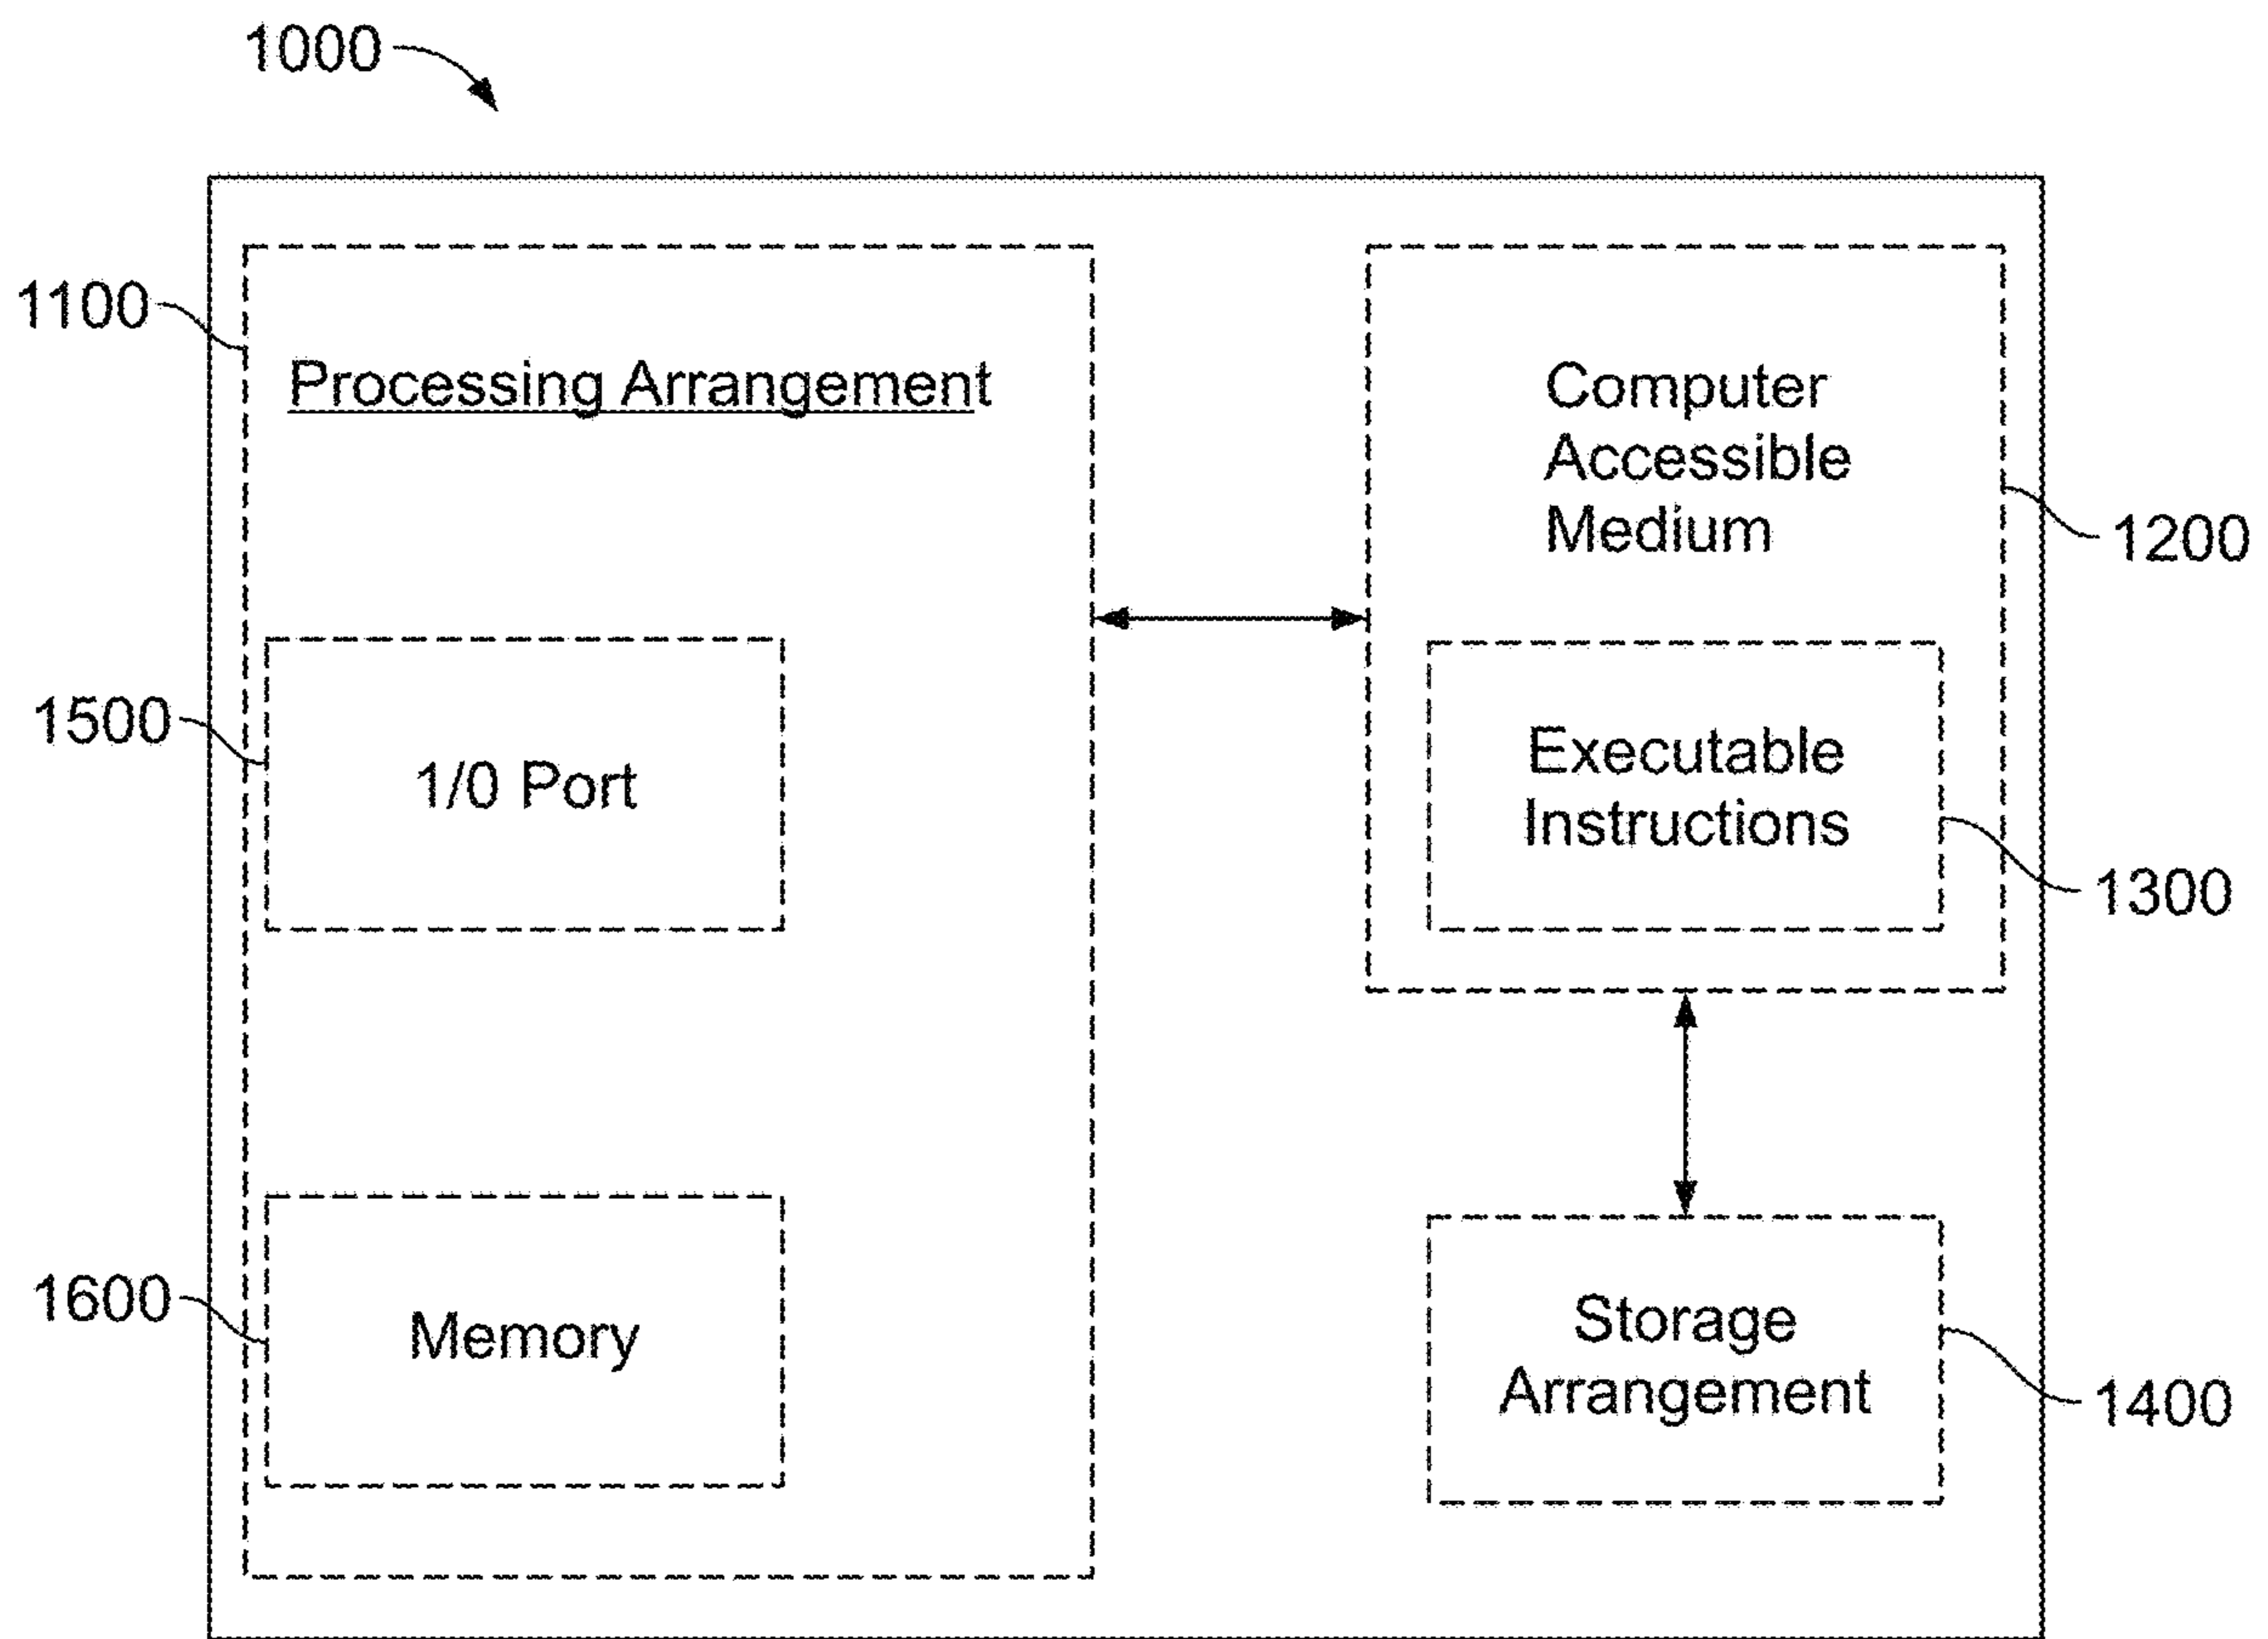 1000
1100
Processing Arrangement
1500
1/0 Port
1600
Memory
Computer
Accessible
Medium
1200
Executable
Instructions
1300
Storage
Arrangement
1400